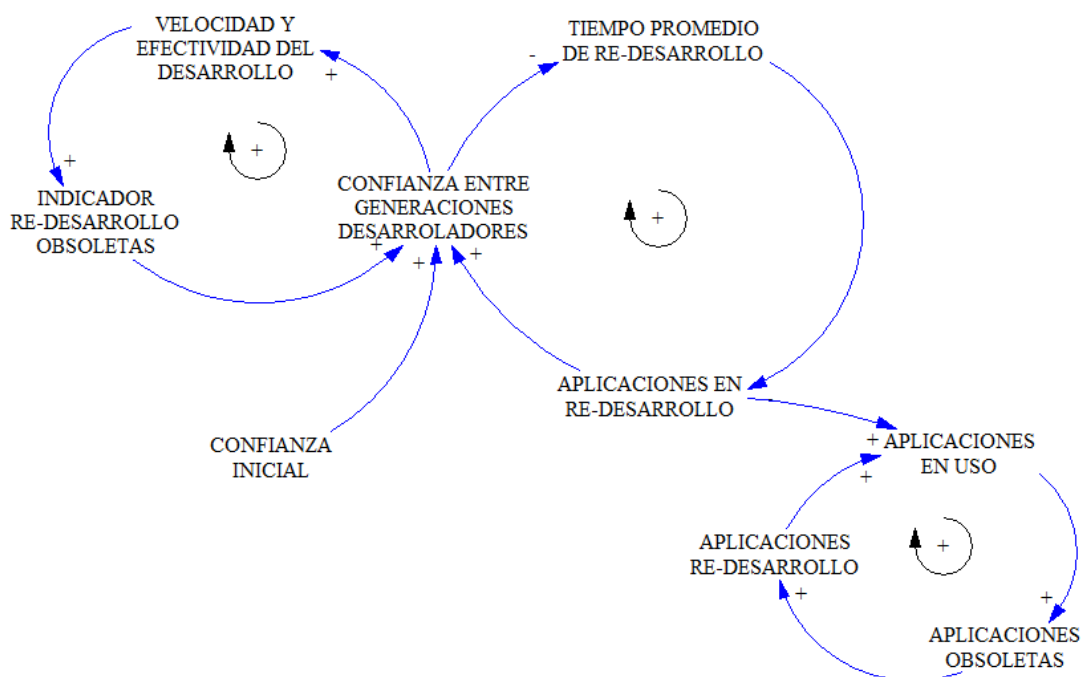 VELOCIDAD Y
EFECTIVIDAD DEL
DESARROLLO
+
TIEMPO PROMEDIO
DE RE-DESARROLLO
-
+
+
INDICADOR
RE-DESARROLLO
OBSOLETAS
CONFIANZA ENTRE
GENERACIONES
DESARROLADORES
+
+
+
+
APLICACIONES EN
RE-DESARROLLO
CONFIANZA
INICIAL
+
APLICACIONES
EN USO
+
APLICACIONES
RE-DESARROLLO
+
+
+
APLICACIONES
OBSOLETAS